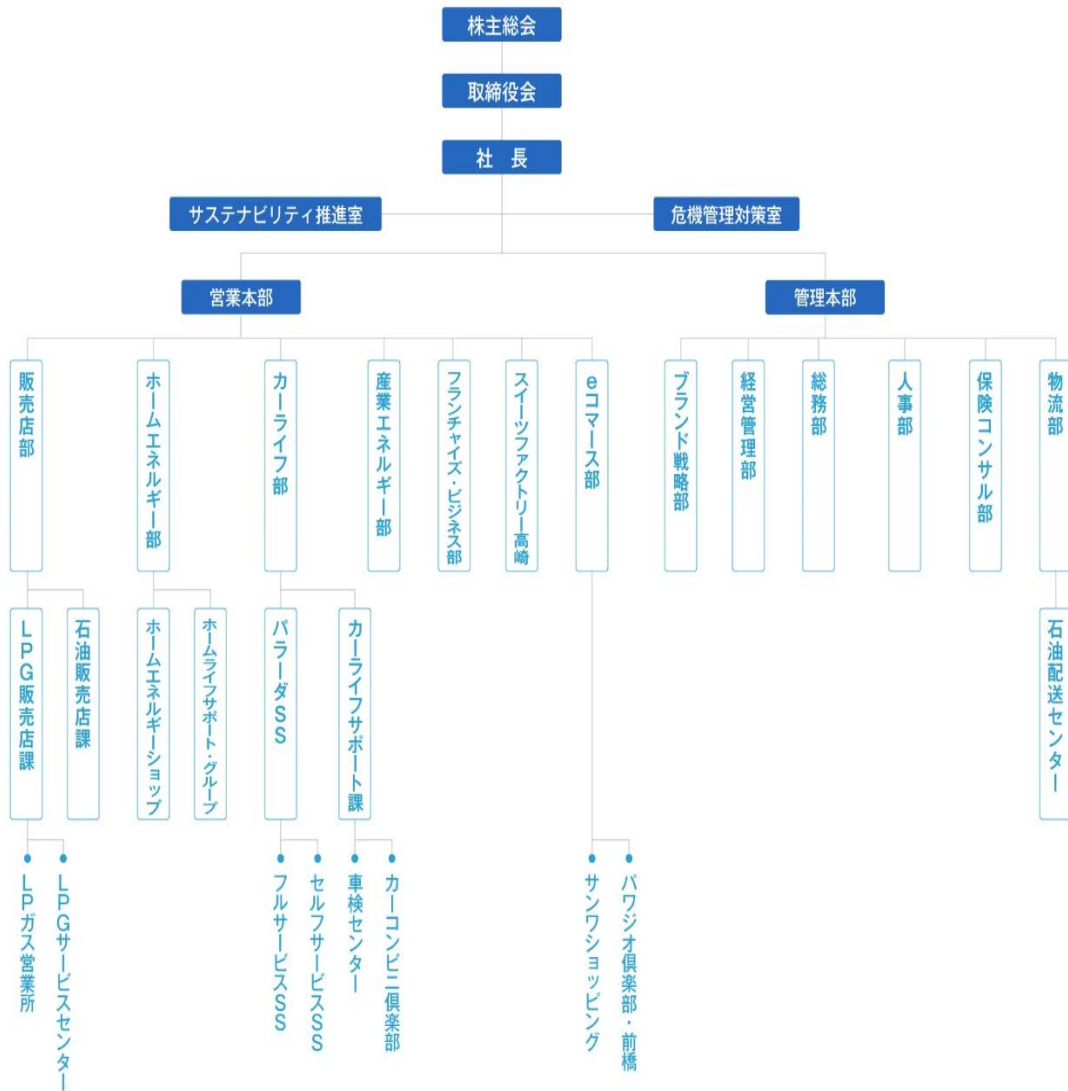 株主総会
取締役会
社　長
サステナビリティ推進室
危機管理対策室
営業本部
管理本部
販売店部
ホームエネルギー部
カーライフ部
産業エネルギー部
フランチャイズ・ビジネス部
スイーツファクトリー高崎
eコマース部
ブランド戦略部
経営管理部
総務部
人事部
保険コンサル部
物流部
LPG販売店課
石油販売店課
ホームエネルギーショップ
ホームライフサポート・グループ
パラーダSS
カーライフサポート課
石油配送センター
LPガス営業所
LPGサービスセンター
フルサービスSS
セルフサービスSS
車検センター
カーコンビニ倶楽部
サンワショッピング
パワジオ倶楽部・前橋